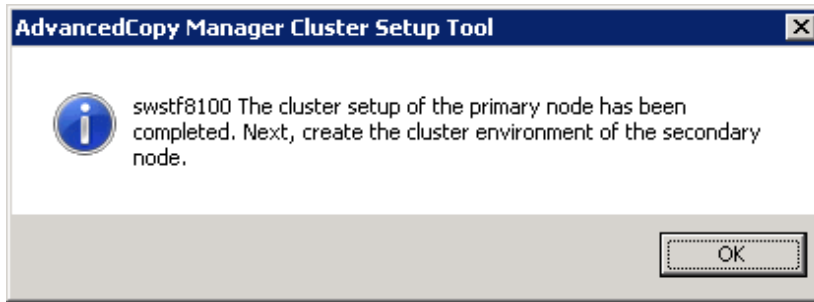 AdvancedCopy Manager Cluster Setup Tool
swstf8100 The cluster setup of the primary node has been
completed. Next, create the cluster environment of the secondary
node.
OK